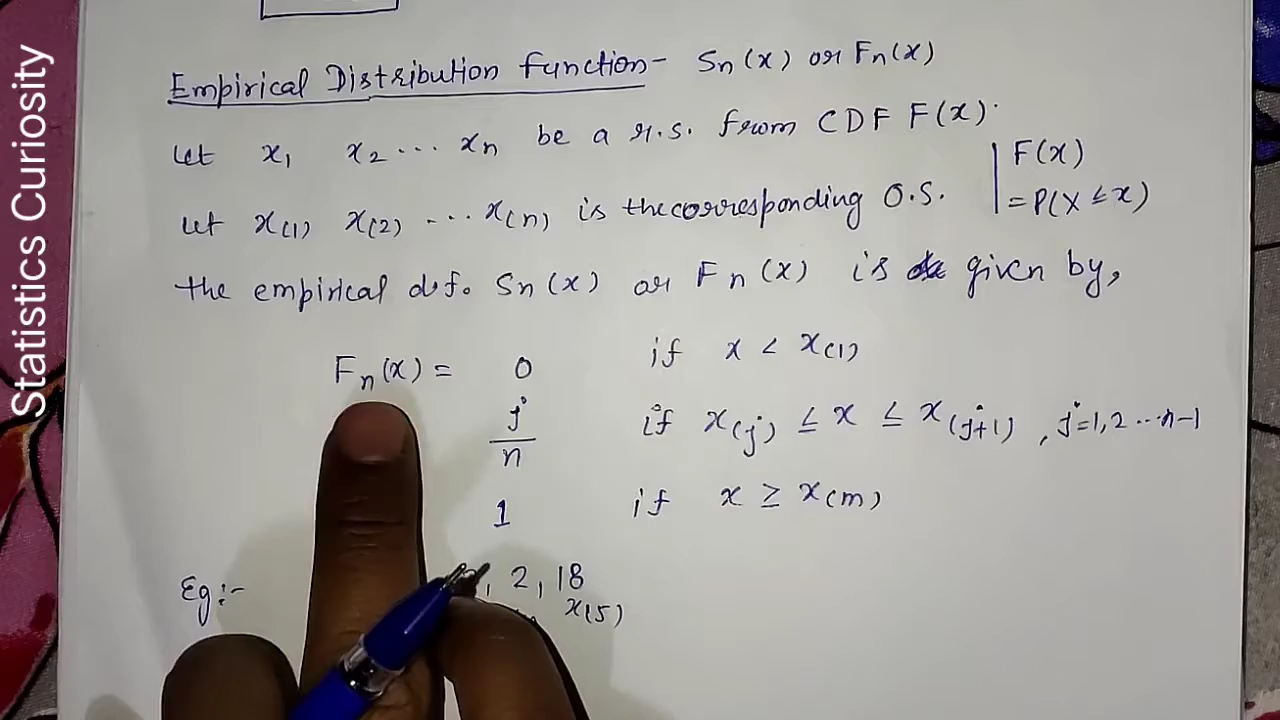 Statistics Curiosity
Empirical Distribution Function- Sn(x) or Fn(x)
Let x1 x2 ... xn be a r.s. from CDF F(x).
F(x)
= P(X ≤ x)
Let x(1) x(2) ... x(n) is the corresponding O.S.
the empirical d.f. Sn(x) or Fn(x) is given by,
Fn(x) = 0 if x < x(1)
j/n if x(j) ≤ x ≤ x(j+1), j=1,2...n-1
1 if x ≥ x(m)
Eg:- , 2, 18
x(5)